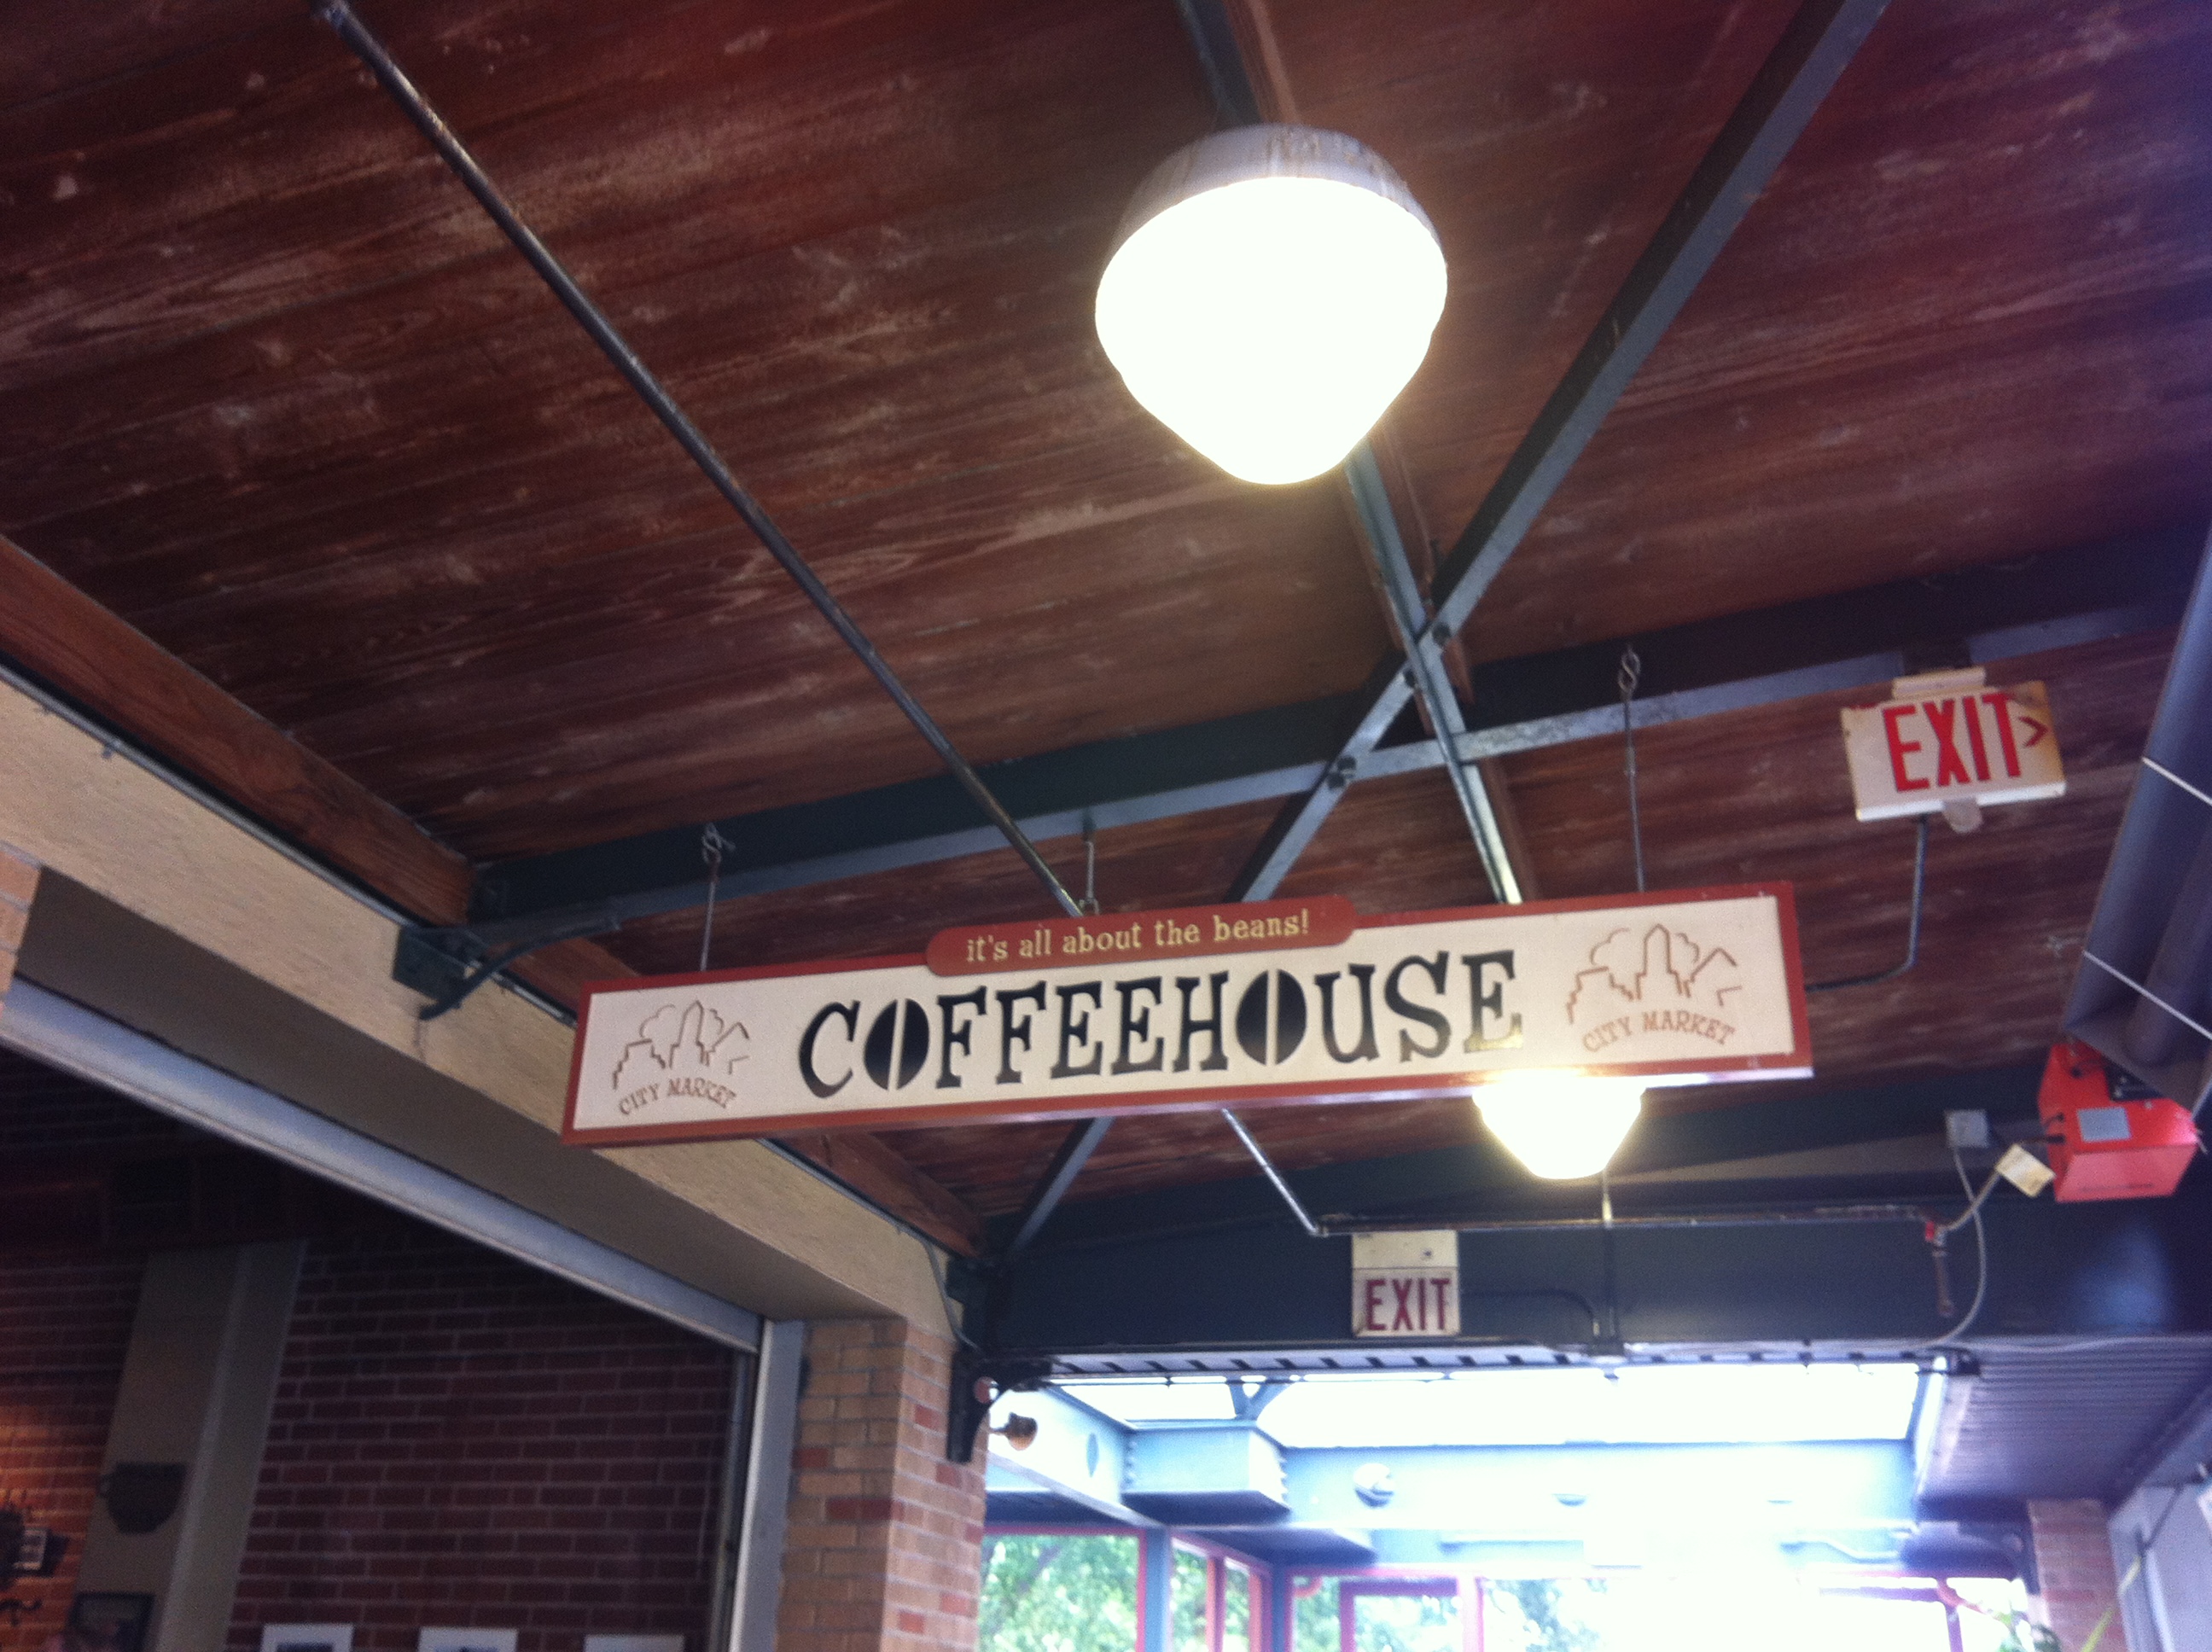 EXIT >
it's all about the beans!
COFFEEHOUSE
CITY MARKET
CITY MARKET
EXIT